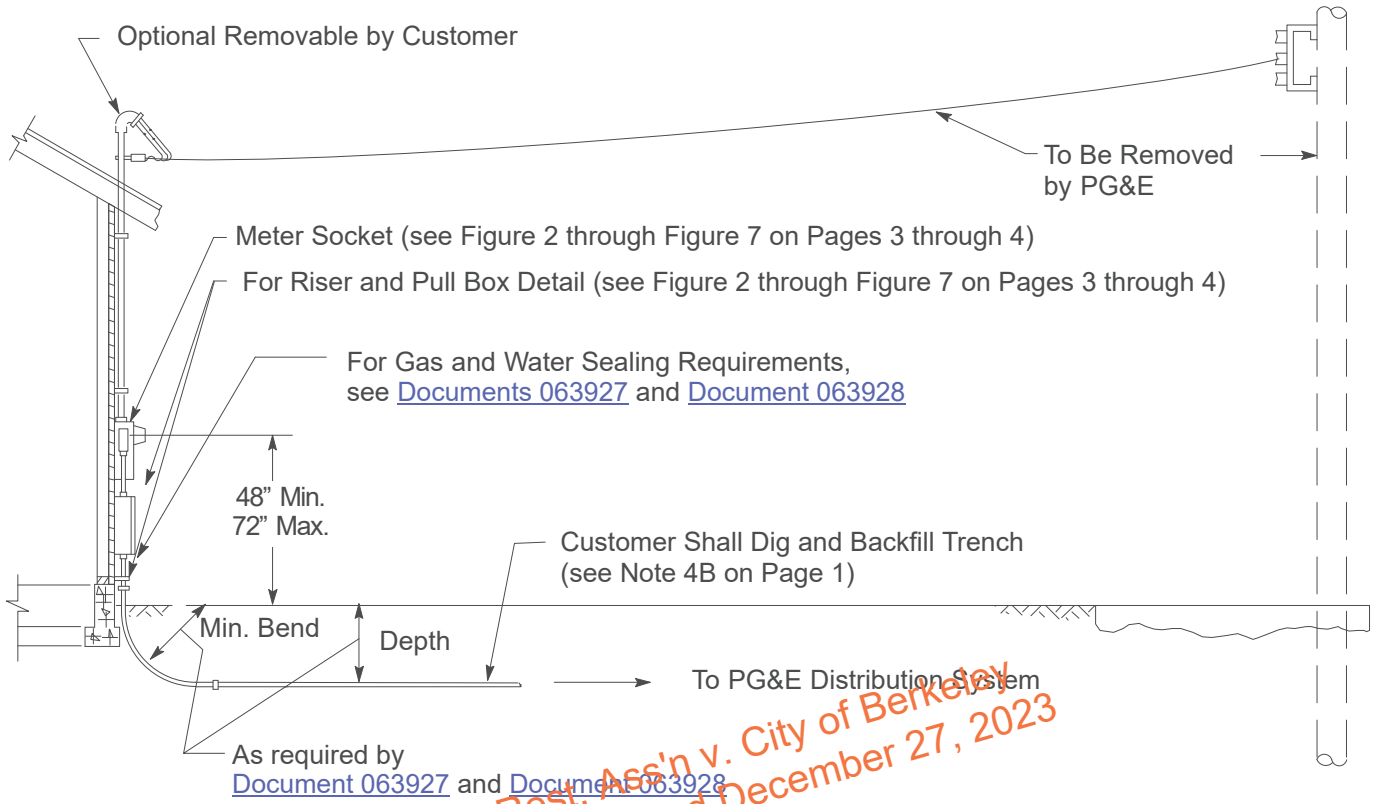 Optional Removable by Customer
To Be Removed
by PG&E
Meter Socket (see Figure 2 through Figure 7 on Pages 3 through 4)
For Riser and Pull Box Detail (see Figure 2 through Figure 7 on Pages 3 through 4)
For Gas and Water Sealing Requirements,
see Documents 063927 and Document 063928
48” Min.
72” Max.
Customer Shall Dig and Backfill Trench
(see Note 4B on Page 1)
Min. Bend
Depth
To PG&E Distribution System
As required by
Document 063927 and Document 063928
Rest. Ass'n v. City of Berkeley
December 27, 2023